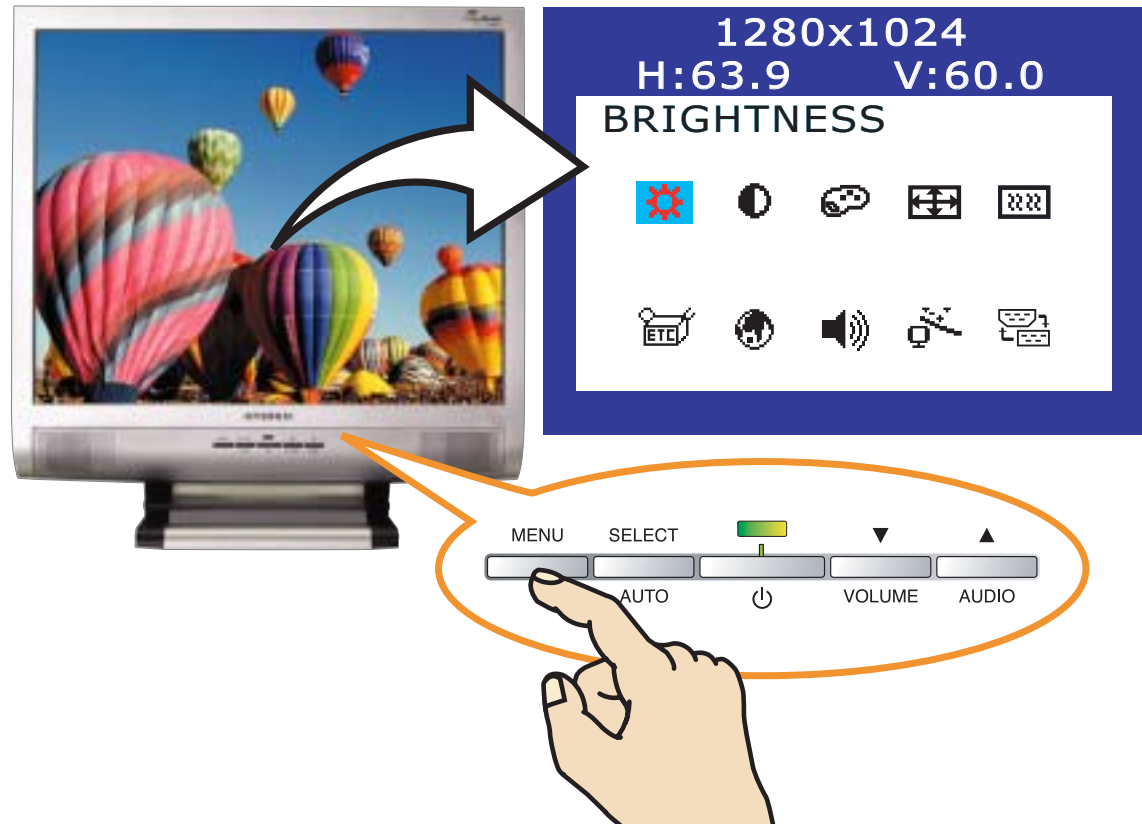 1280x1024
H:63.9 V:60.0
BRIGHTNESS
ETC
MENU SELECT ▼ ▲
AUTO VOLUME AUDIO